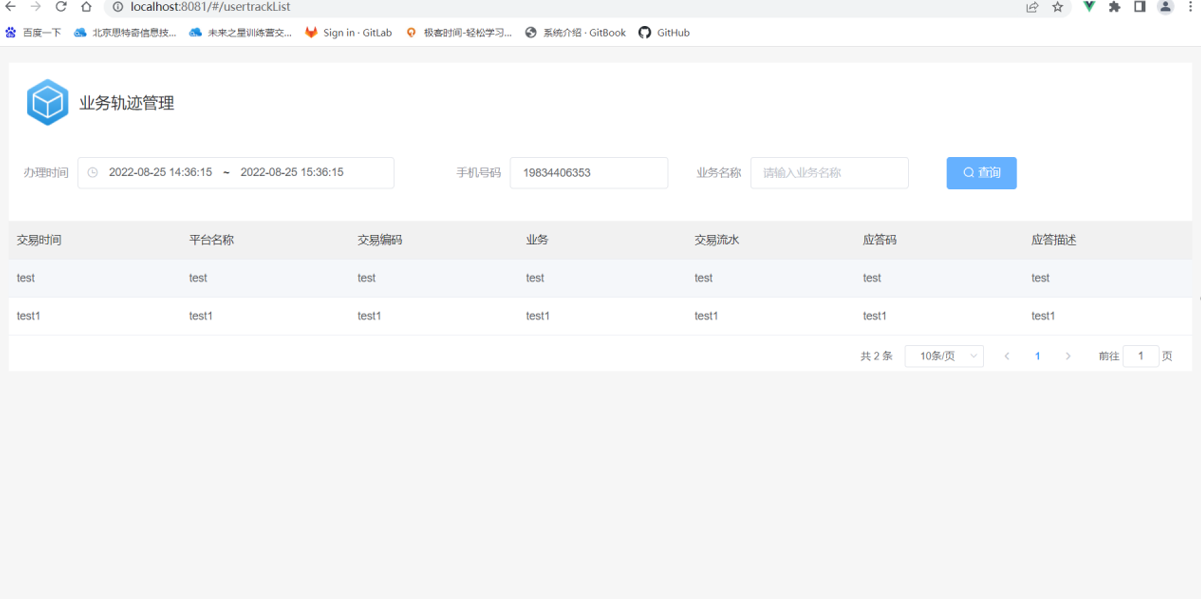 localhost:8081/#/usertrackList
百度一下 北京思特奇信息技... 未来之星训练营交... Sign in · GitLab 极客时间-轻松学习... 系统介绍 · GitBook GitHub
业务轨迹管理
办理时间 2022-08-25 14:36:15 ~ 2022-08-25 15:36:15 手机号码 19834406353 业务名称 请输入业务名称 查询
交易时间 平台名称 交易编码 业务 交易流水 应答码 应答描述
test test test test test test test
test1 test1 test1 test1 test1 test1 test1
共 2 条 10条/页 1 前往 1 页